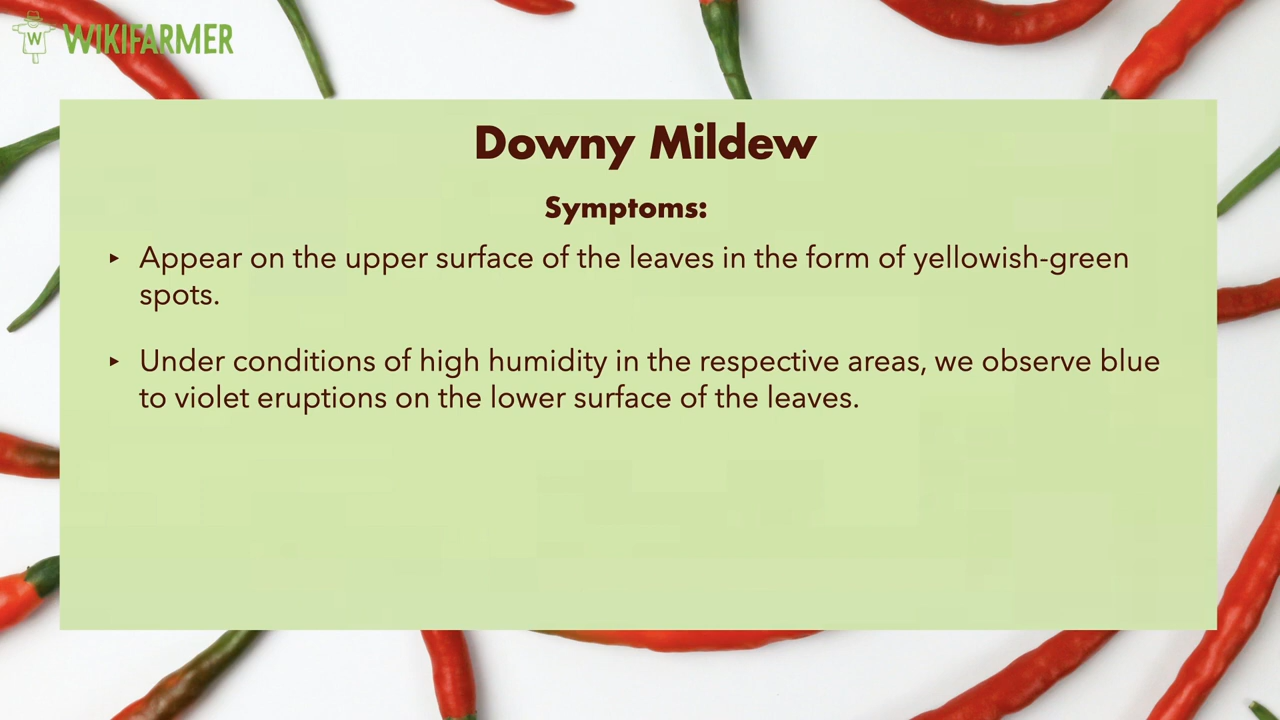 W WIKIFARMER
Downy Mildew
Symptoms:
‣ Appear on the upper surface of the leaves in the form of yellowish-green
spots.
‣ Under conditions of high humidity in the respective areas, we observe blue
to violet eruptions on the lower surface of the leaves.